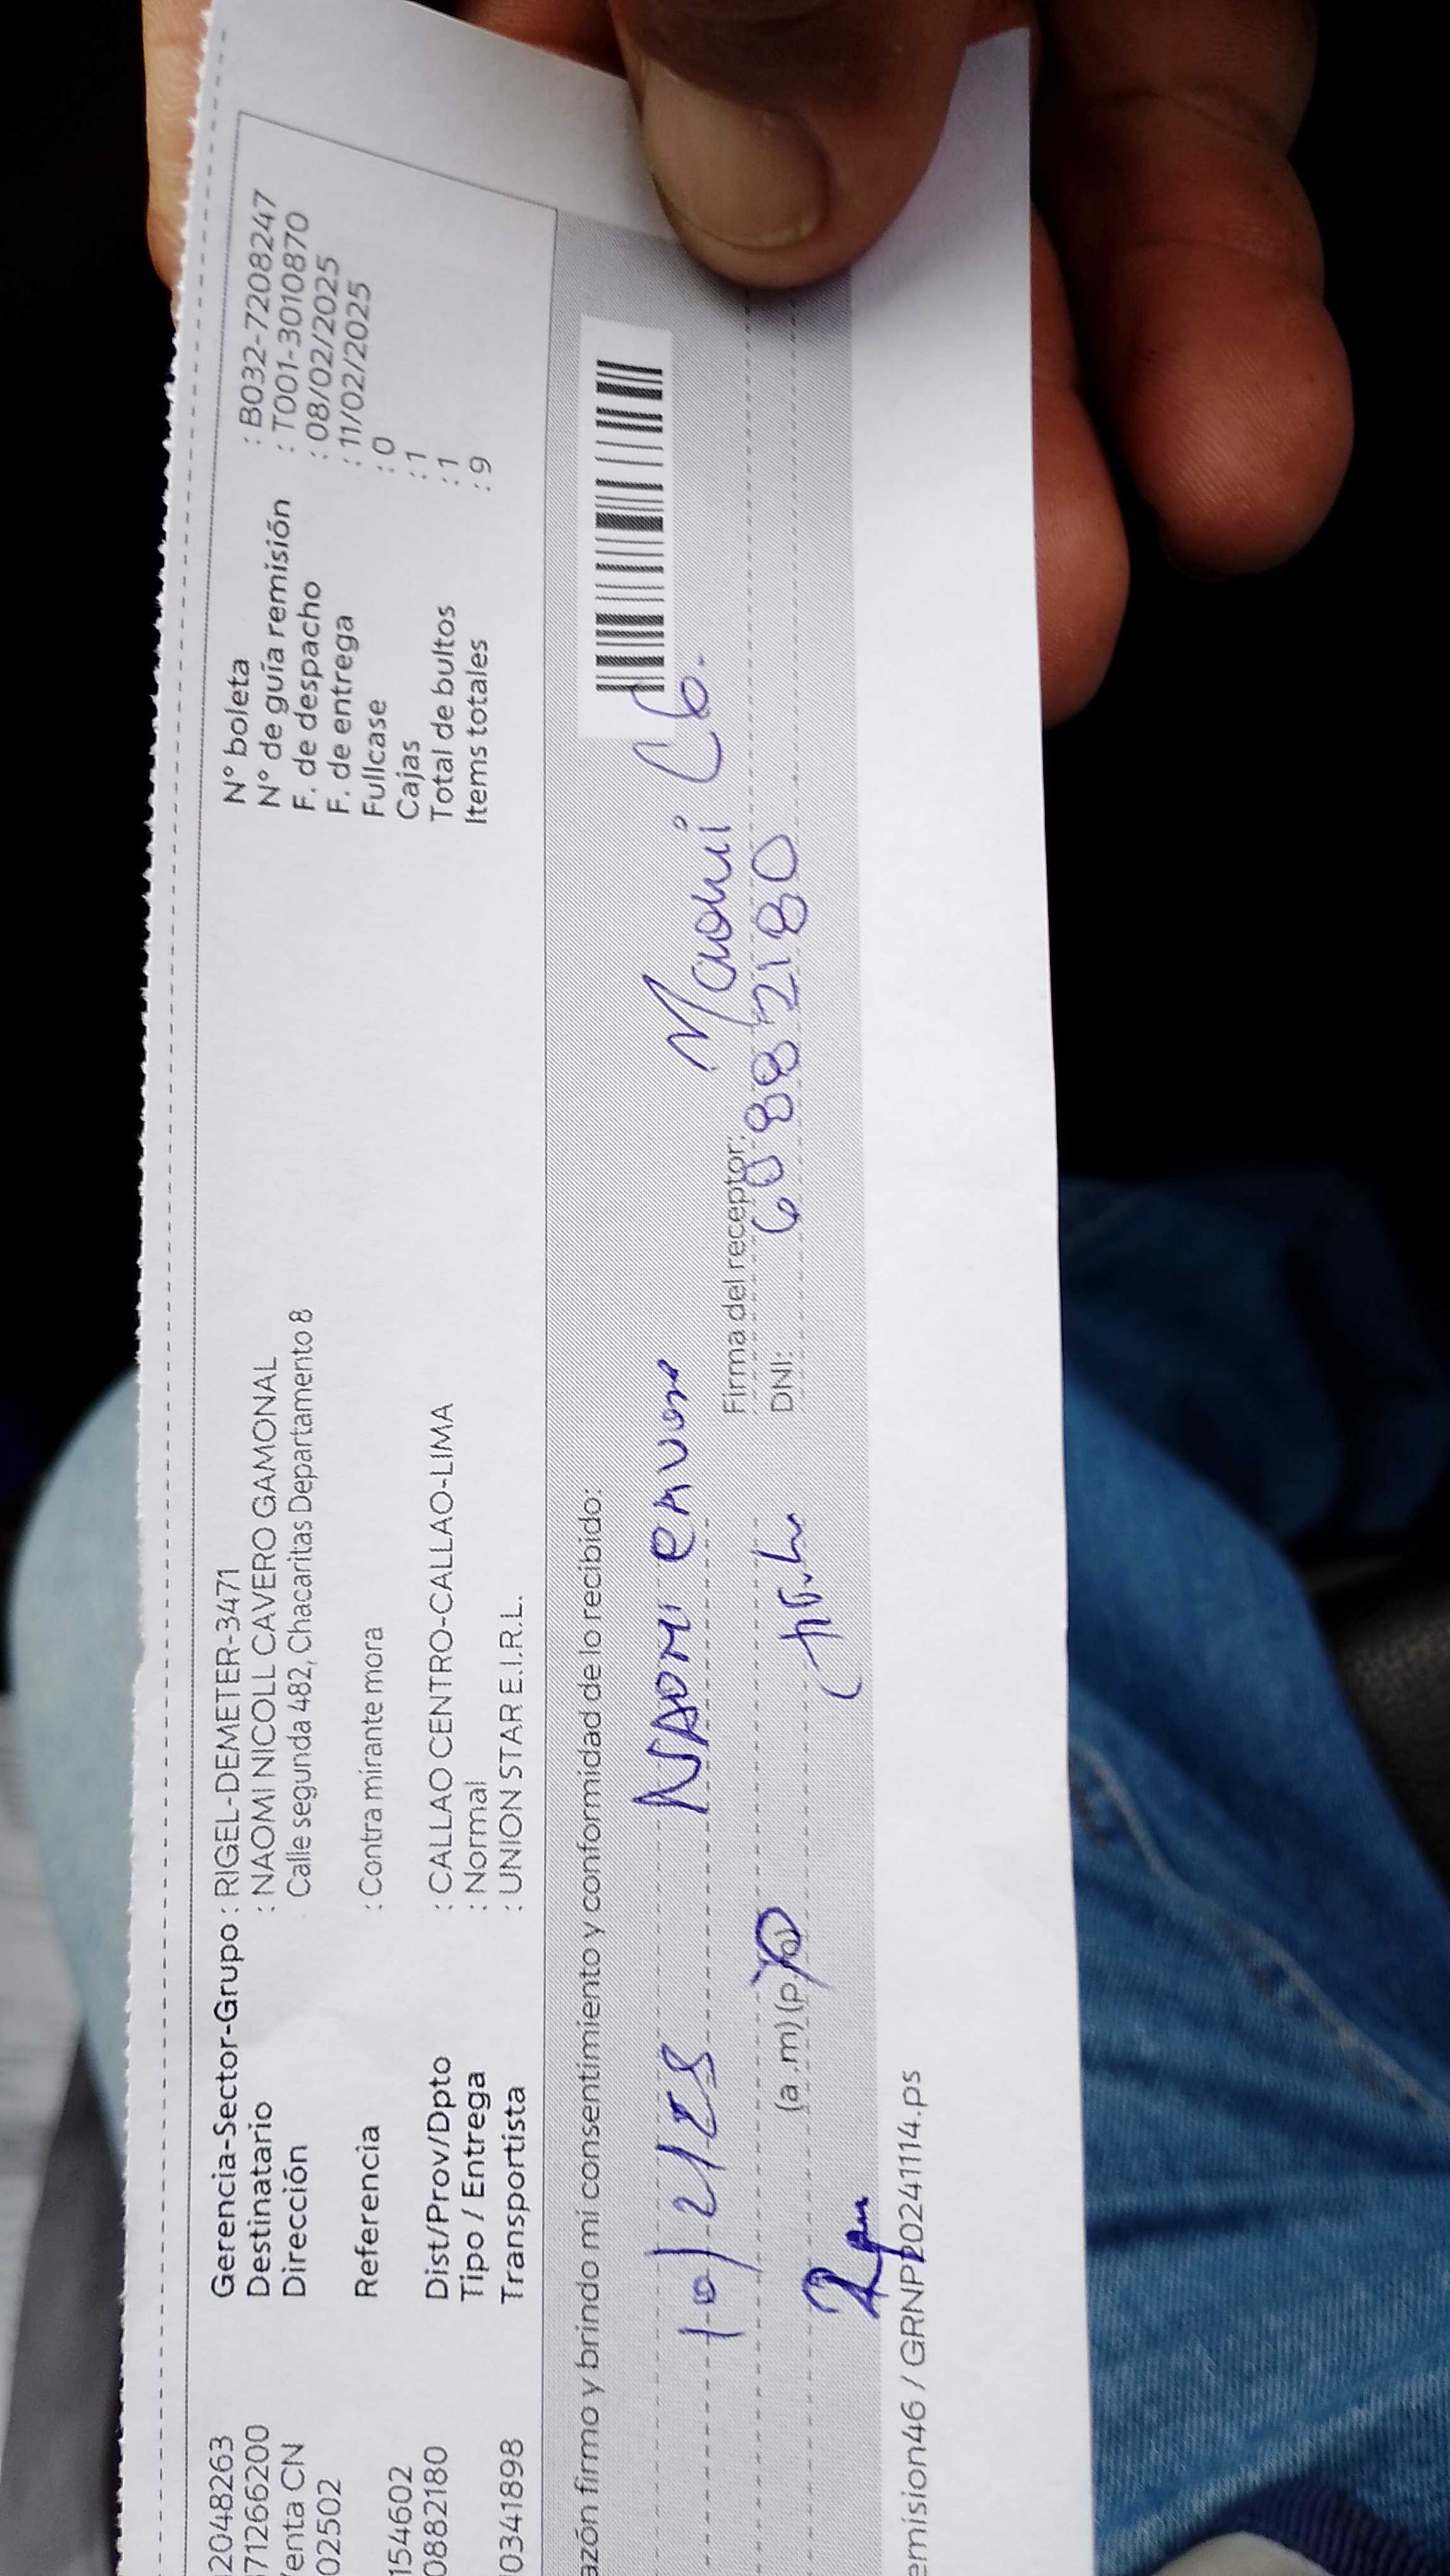 2048263 Gerencia-Sector-Grupo : RIGEL-DEMETER-3471 N° boleta : B032-7208247
71266200 Destinatario : NAOMI NICOLL CAVERO GAMONAL N° de guía remisión : T001-3010870
enta CN Dirección Calle segunda 482, Chacaritas Departamento 8 F. de despacho : 08/02/2025
02502 F. de entrega : 11/02/2025
Referencia : Contra mirante mora Fullcase : 0
154602 Cajas : 1
0882180 Dist/Prov/Dpto : CALLAO CENTRO-CALLAO-LIMA Total de bultos : 1
Tipo / Entrega : Normal Items totales : 9
0341898 Transportista : UNION STAR E.I.R.L.
azón firmo y brindo mi consentimiento y conformidad de lo recibido:
10/2/25 NAOMI Naomi CG.
Firma del receptor:
(a.m) (p. DNI: 60882180
2pm
emision46 / GRNPP20241114.ps